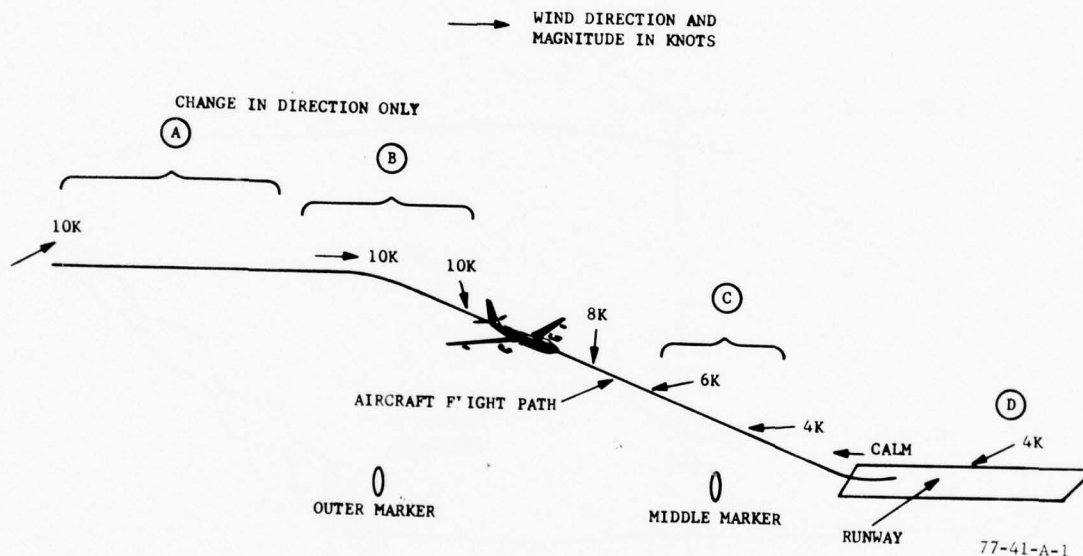 WIND DIRECTION AND
MAGNITUDE IN KNOTS
CHANGE IN DIRECTION ONLY
A
B
10K
10K
10K
8K
C
6K
AIRCRAFT F'IGHT PATH
D
4K
4K
CALM
OUTER MARKER
MIDDLE MARKER
RUNWAY
77-41-A-1